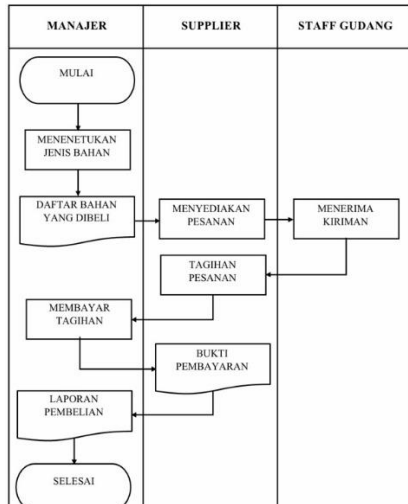 MANAJER
SUPPLIER
STAFF GUDANG
MULAI
MENENETUKAN
JENIS BAHAN
DAFTAR BAHAN
YANG DIBELI
MENYEDIAKAN
PESANAN
MENERIMA
KIRIMAN
TAGIHAN
PESANAN
MEMBAYAR
TAGIHAN
BUKTI
PEMBAYARAN
LAPORAN
PEMBELIAN
SELESAI